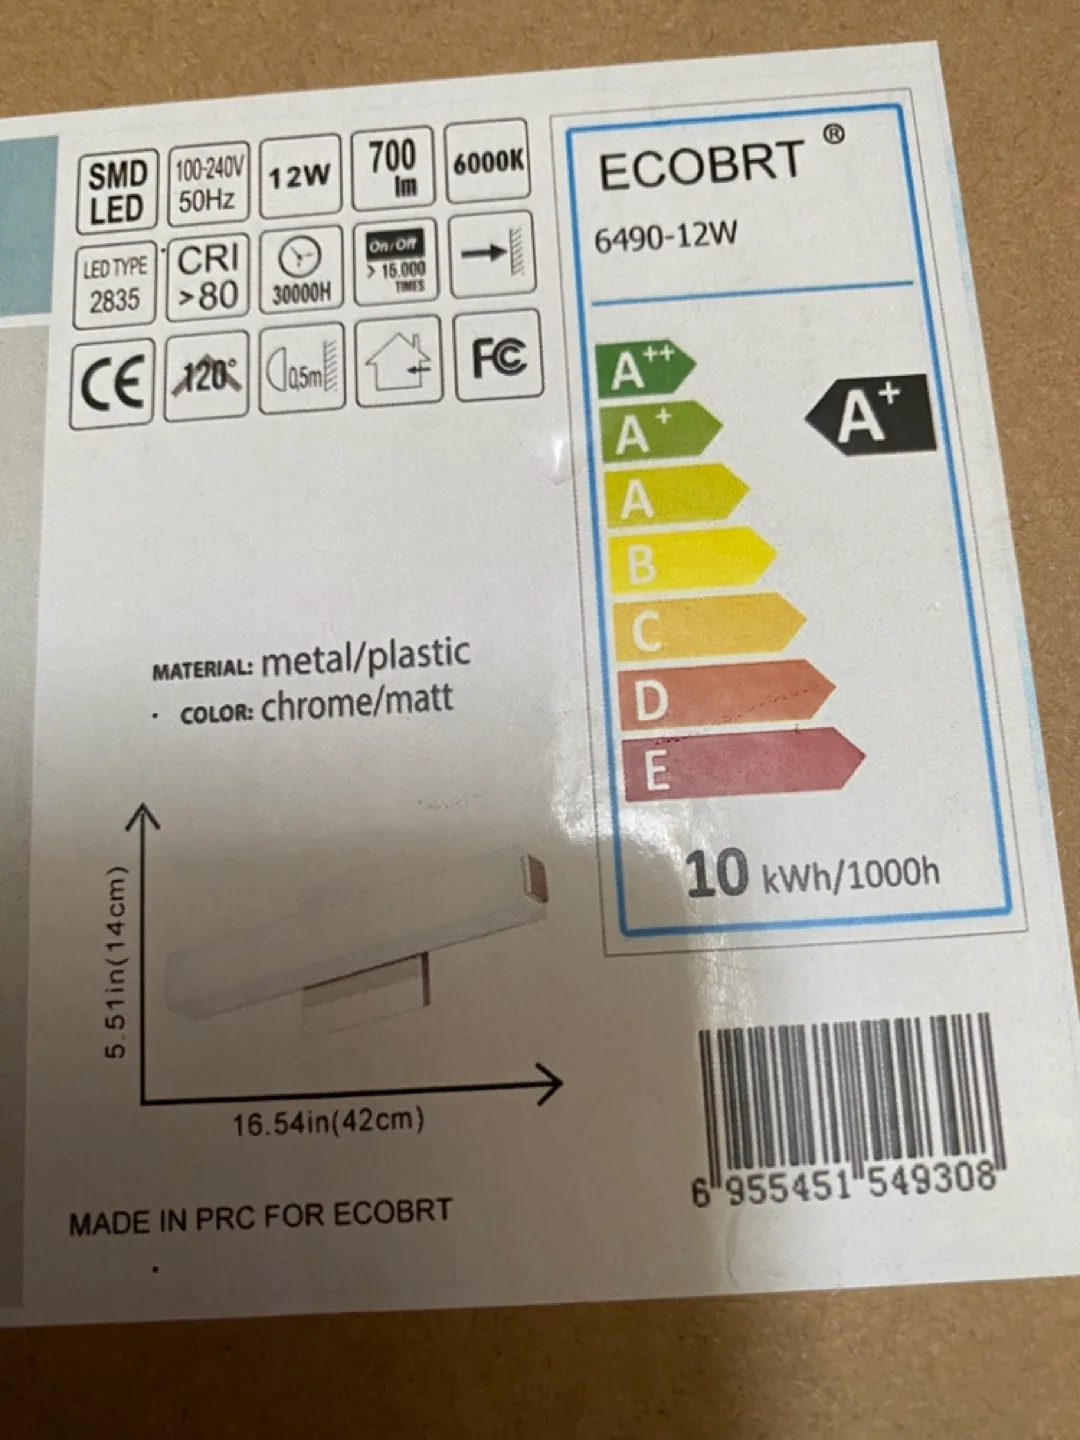 SMD LED
100-240V 50Hz
12W
700 lm
6000K
LED TYPE 2835
CRI >80
30000H
On/Off > 15.000 TIMES
CE
120°
0,5m
FC
ECOBRT ®
6490-12W
A++
A+
A+
A
B
C
D
E
10 kWh/1000h
MATERIAL: metal/plastic
· COLOR: chrome/matt
5.51in(14cm)
16.54in(42cm)
MADE IN PRC FOR ECOBRT
6 955451 549308